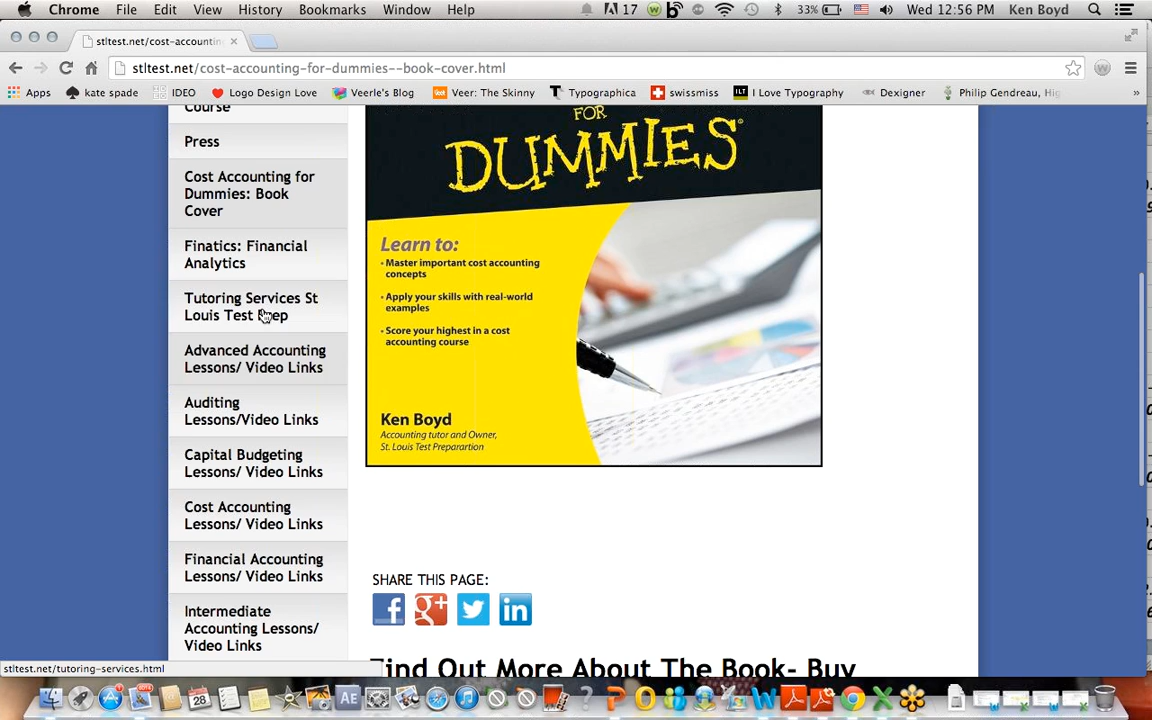 Chrome File Edit View History Bookmarks Window Help 17 33% Wed 12:56 PM Ken Boyd
stltest.net/cost-accountin
stltest.net/cost-accounting-for-dummies--book-cover.html
Apps kate spade IDEO Logo Design Love Veerle's Blog Veer: The Skinny Typographica swissmiss I Love Typography Dexigner Philip Gendreau, Hig »
Course
Press
Cost Accounting for
Dummies: Book
Cover
Finatics: Financial
Analytics
Tutoring Services St
Louis Test Prep
Advanced Accounting
Lessons/ Video Links
Auditing
Lessons/Video Links
Capital Budgeting
Lessons/ Video Links
Cost Accounting
Lessons/ Video Links
Financial Accounting
Lessons/ Video Links
Intermediate
Accounting Lessons/
Video Links
FOR
DUMMIES®
Learn to:
• Master important cost accounting
concepts
• Apply your skills with real-world
examples
• Score your highest in a cost
accounting course
Ken Boyd
Accounting tutor and Owner,
St. Louis Test Preparartion
SHARE THIS PAGE:
Find Out More About The Book- Buy
stltest.net/tutoring-services.html